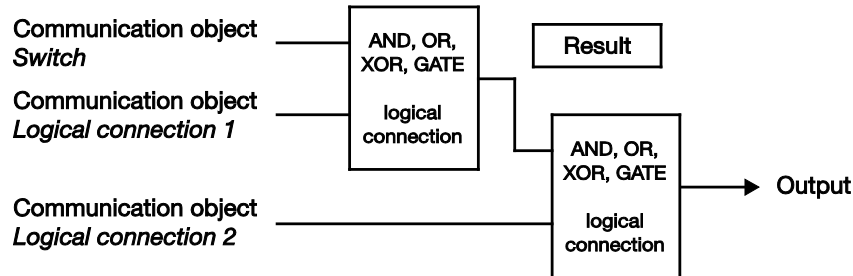 Communication object
Switch
Communication object
Logical connection 1
Communication object
Logical connection 2
AND, OR,
XOR, GATE
logical
connection
Result
AND, OR,
XOR, GATE
logical
connection
Output